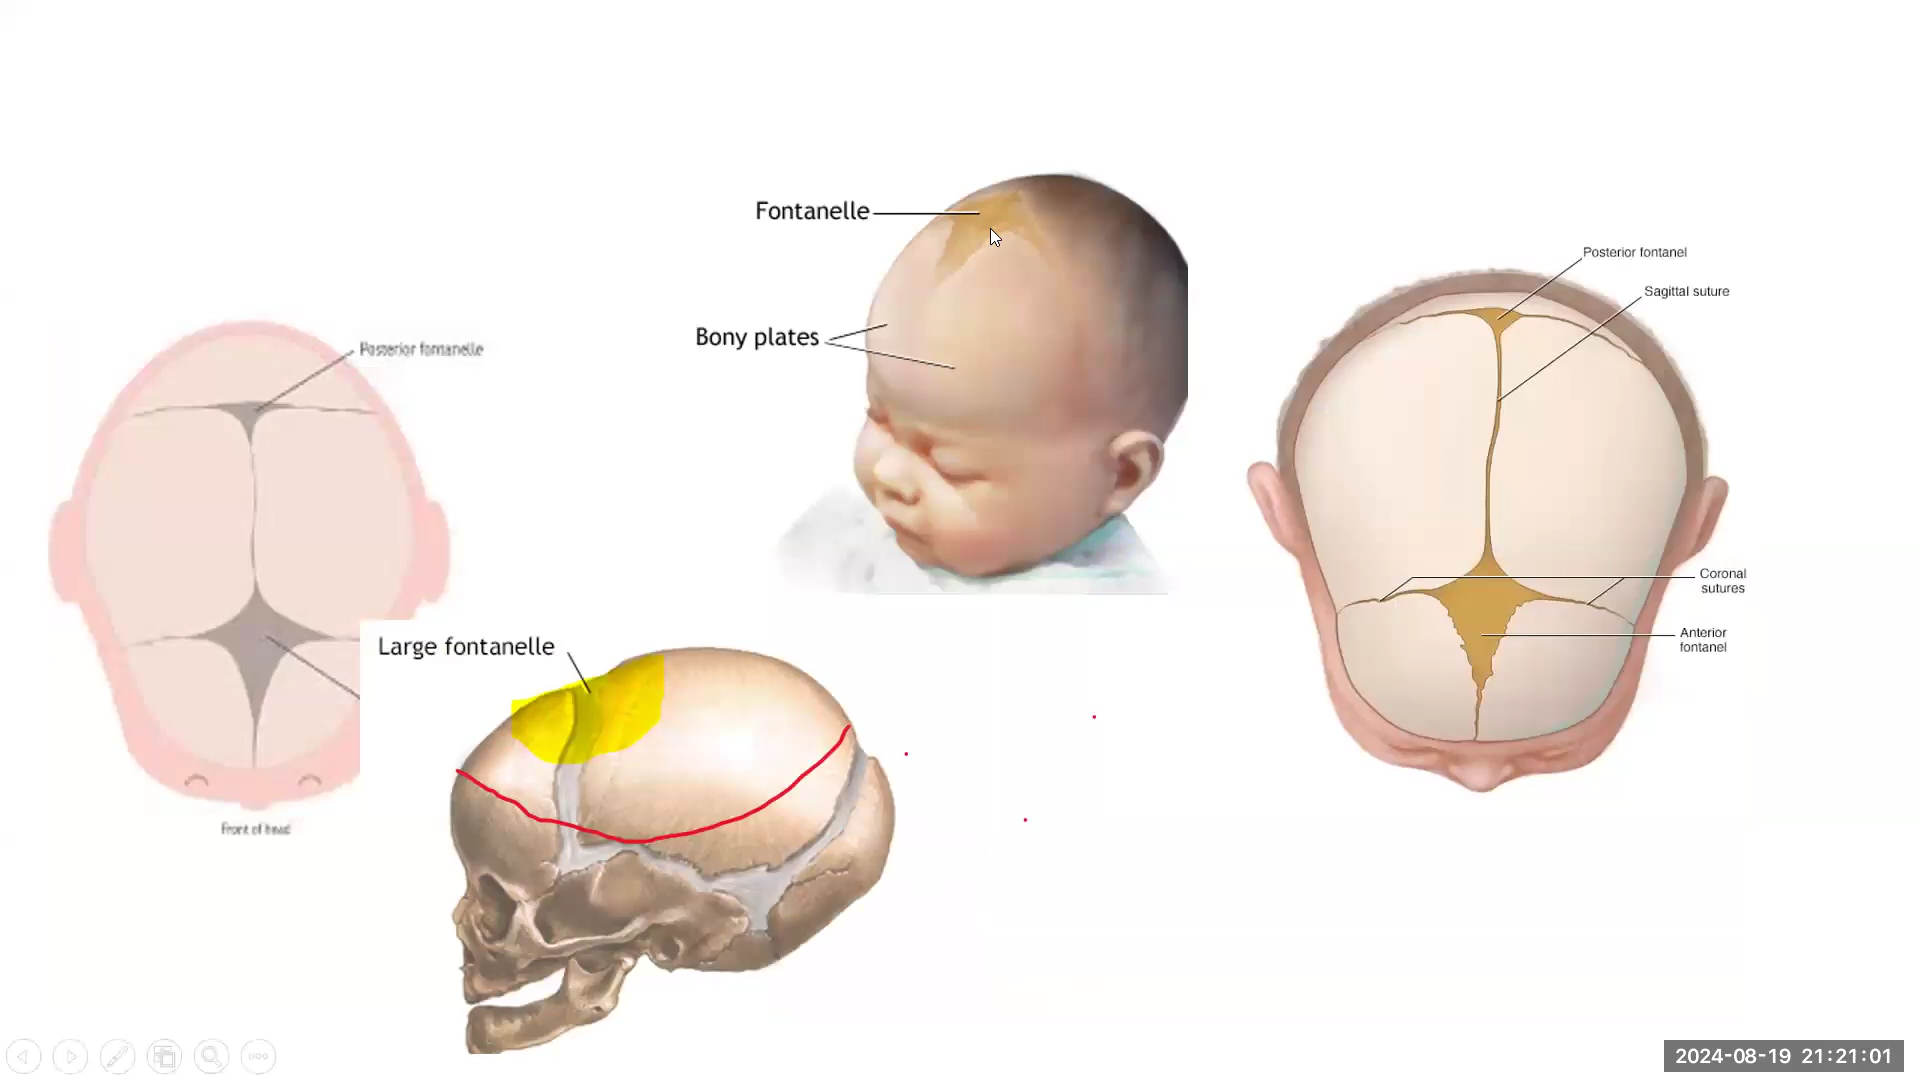 Fontanelle
Bony plates
Posterior fontanelle
Front of head
Large fontanelle
Posterior fontanel
Sagittal suture
Coronal
sutures
Anterior
fontanel
2024-08-19 21:21:01